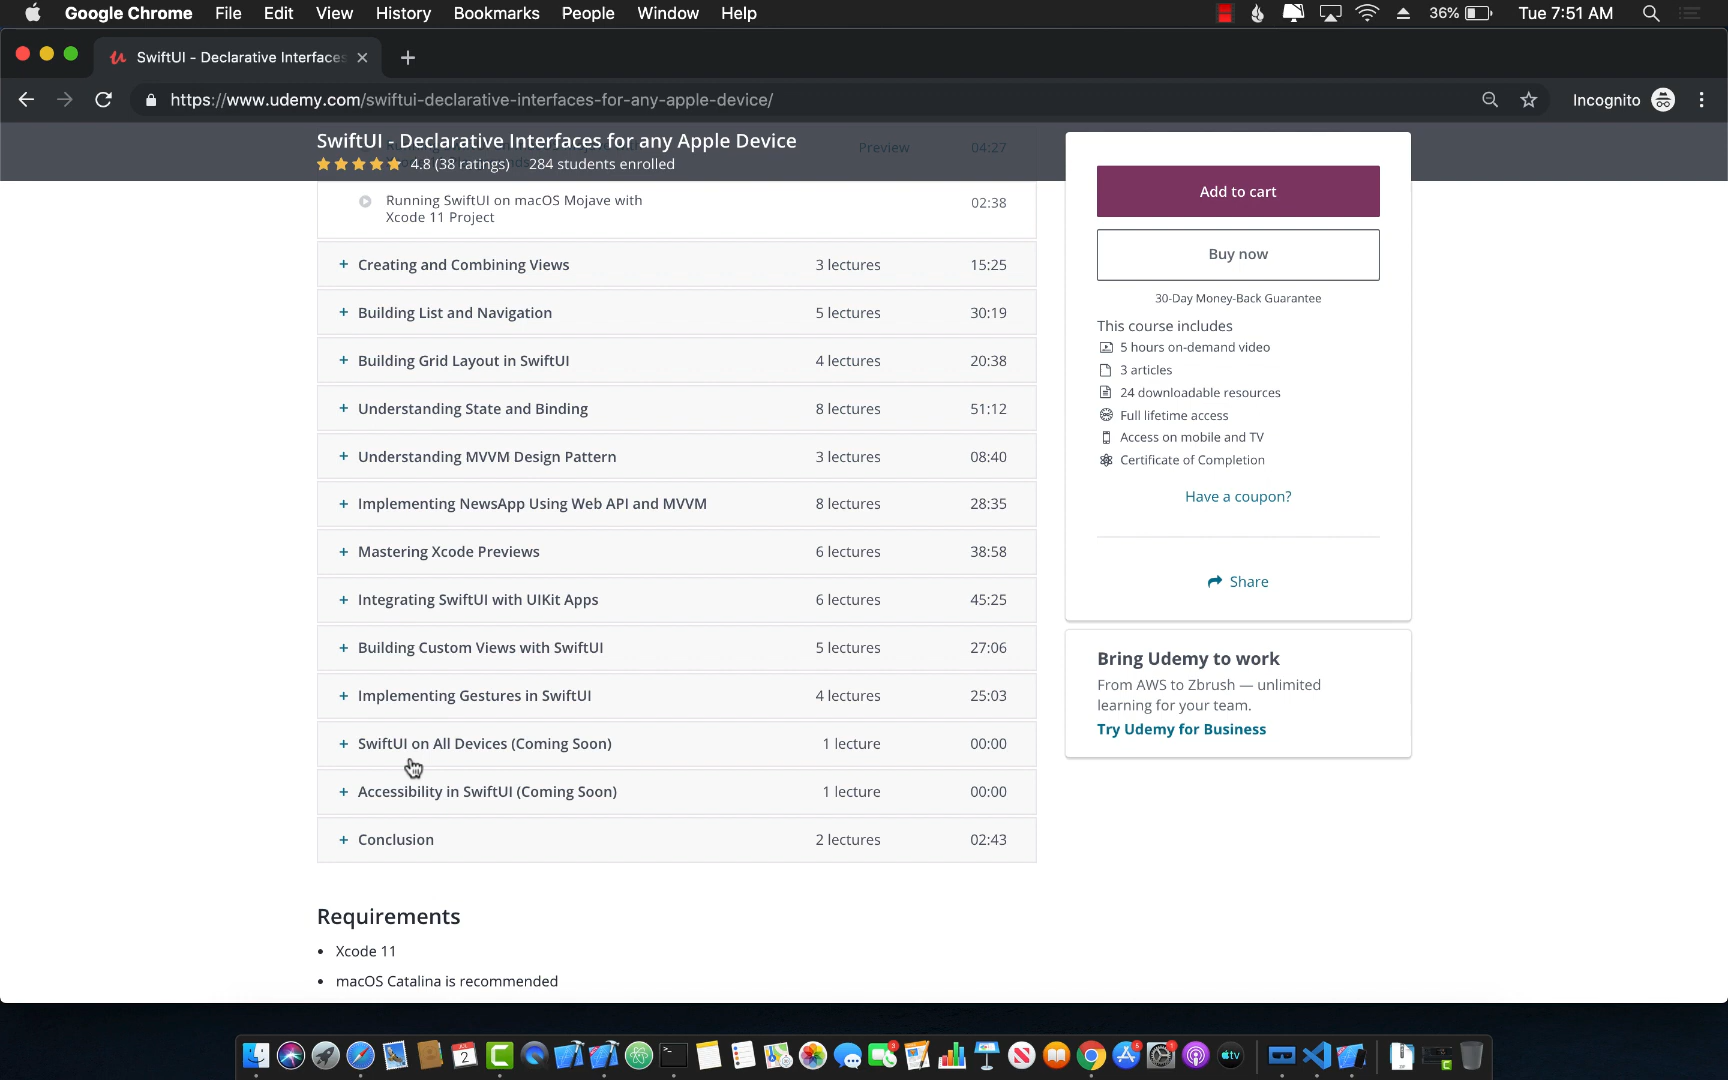 Google Chrome File Edit View History Bookmarks People Window Help 36% Tue 7:51 AM
SwiftUI - Declarative Interfaces
https://www.udemy.com/swiftui-declarative-interfaces-for-any-apple-device/ Incognito
SwiftUI - Declarative Interfaces for any Apple Device
4.8 (38 ratings) 284 students enrolled
Preview 04:27
Running SwiftUI on macOS Mojave with
Xcode 11 Project 02:38
+ Creating and Combining Views 3 lectures 15:25
+ Building List and Navigation 5 lectures 30:19
+ Building Grid Layout in SwiftUI 4 lectures 20:38
+ Understanding State and Binding 8 lectures 51:12
+ Understanding MVVM Design Pattern 3 lectures 08:40
+ Implementing NewsApp Using Web API and MVVM 8 lectures 28:35
+ Mastering Xcode Previews 6 lectures 38:58
+ Integrating SwiftUI with UIKit Apps 6 lectures 45:25
+ Building Custom Views with SwiftUI 5 lectures 27:06
+ Implementing Gestures in SwiftUI 4 lectures 25:03
+ SwiftUI on All Devices (Coming Soon) 1 lecture 00:00
+ Accessibility in SwiftUI (Coming Soon) 1 lecture 00:00
+ Conclusion 2 lectures 02:43
Requirements
• Xcode 11
• macOS Catalina is recommended
Add to cart
Buy now
30-Day Money-Back Guarantee
This course includes
5 hours on-demand video
3 articles
24 downloadable resources
Full lifetime access
Access on mobile and TV
Certificate of Completion
Have a coupon?
Share
Bring Udemy to work
From AWS to Zbrush — unlimited
learning for your team.
Try Udemy for Business